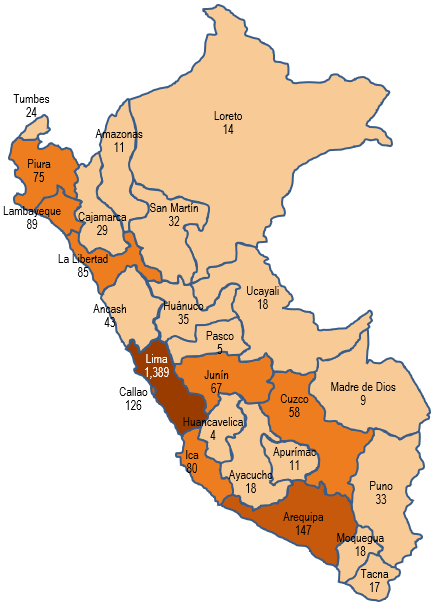 Tumbes
24
Loreto
14
Amazonas
11
Piura
75
Lambayeque
89
Cajamarca
29
San Martín
32
La Libertad
85
Ancash
43
Huánuco
35
Ucayali
18
Pasco
5
Lima
1,389
Callao
126
Junín
67
Madre de Dios
9
Cuzco
58
Huancavelica
4
Ica
80
Apurímac
11
Ayacucho
18
Puno
33
Arequipa
147
Moquegua
18
Tacna
17